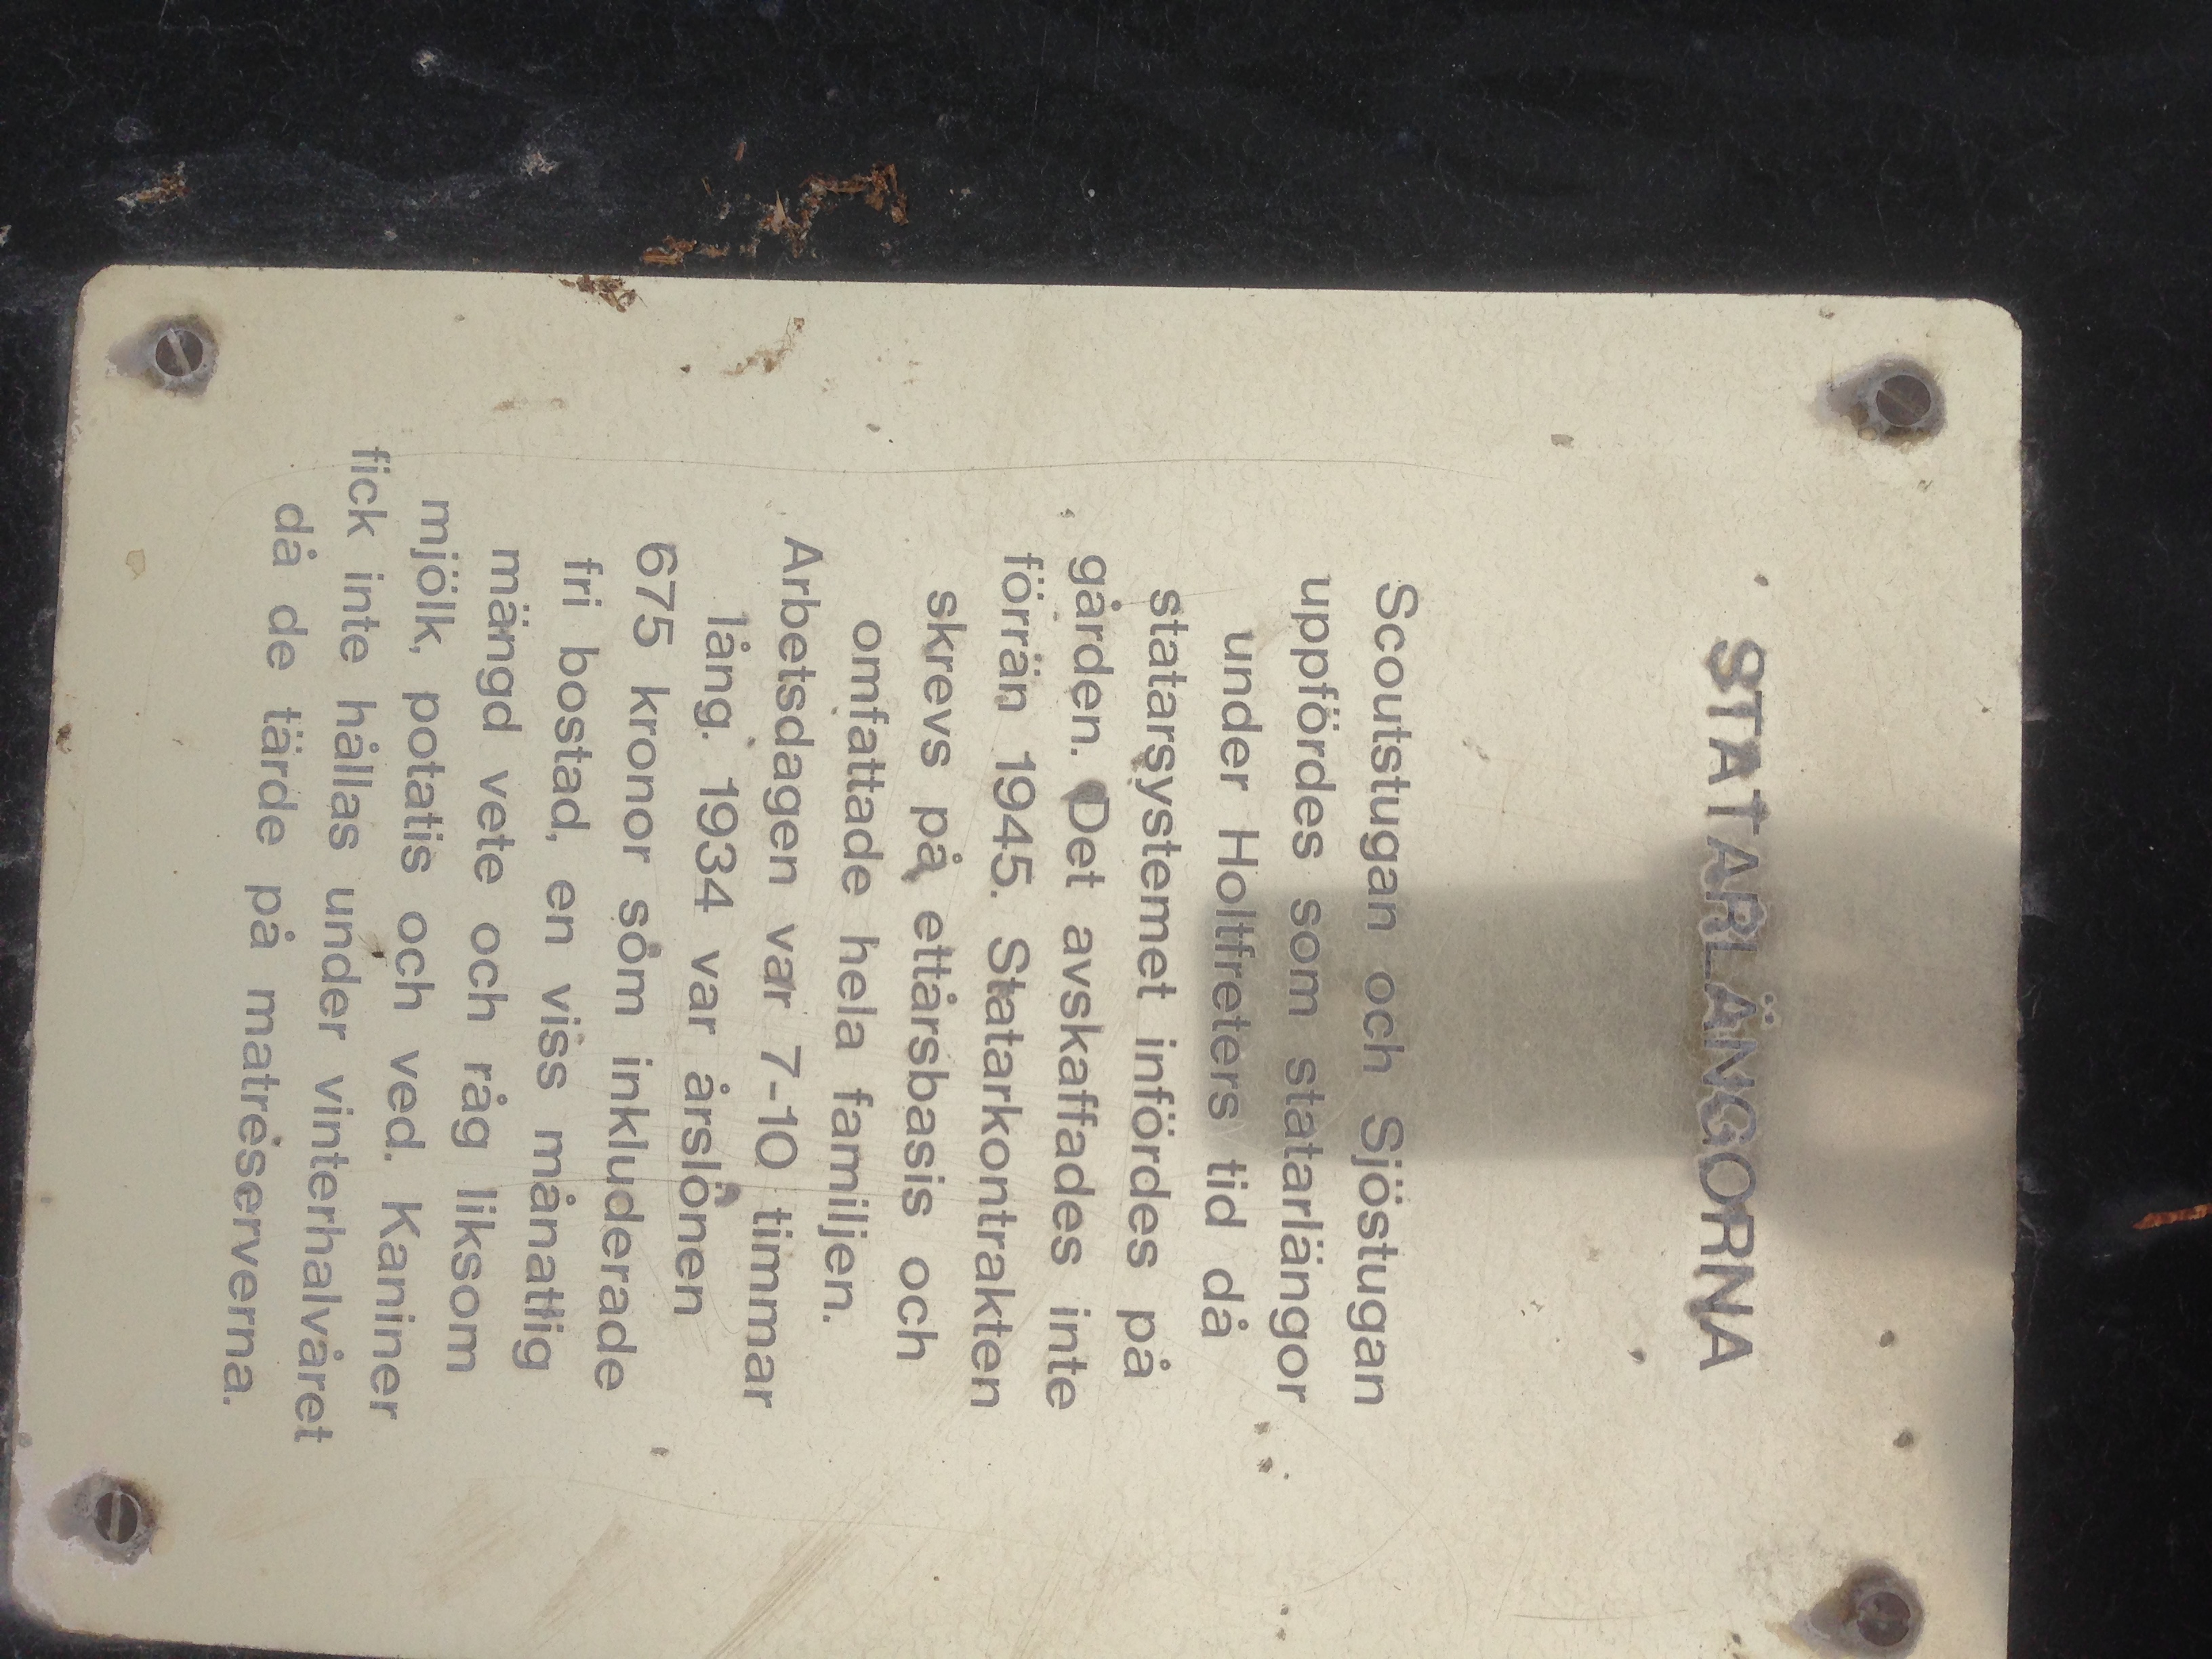 STATARLÄNGORNA
Scoutstugan och Sjöstugan
uppfördes som statarlängor
under Holtfreters tid då
statarsystemet infördes på
gården. Det avskaffades inte
förrän 1945. Statarkontrakten
skrevs på ettårsbasis och
omfattade hela familjen.
Arbetsdagen var 7-10 timmar
lång. 1934 var årslönen
675 kronor som inkluderade
fri bostad, en viss månatlig
mängd vete och råg liksom
mjölk, potatis och ved. Kaniner
fick inte hållas under vinterhalvåret
då de tärde på matreserverna.